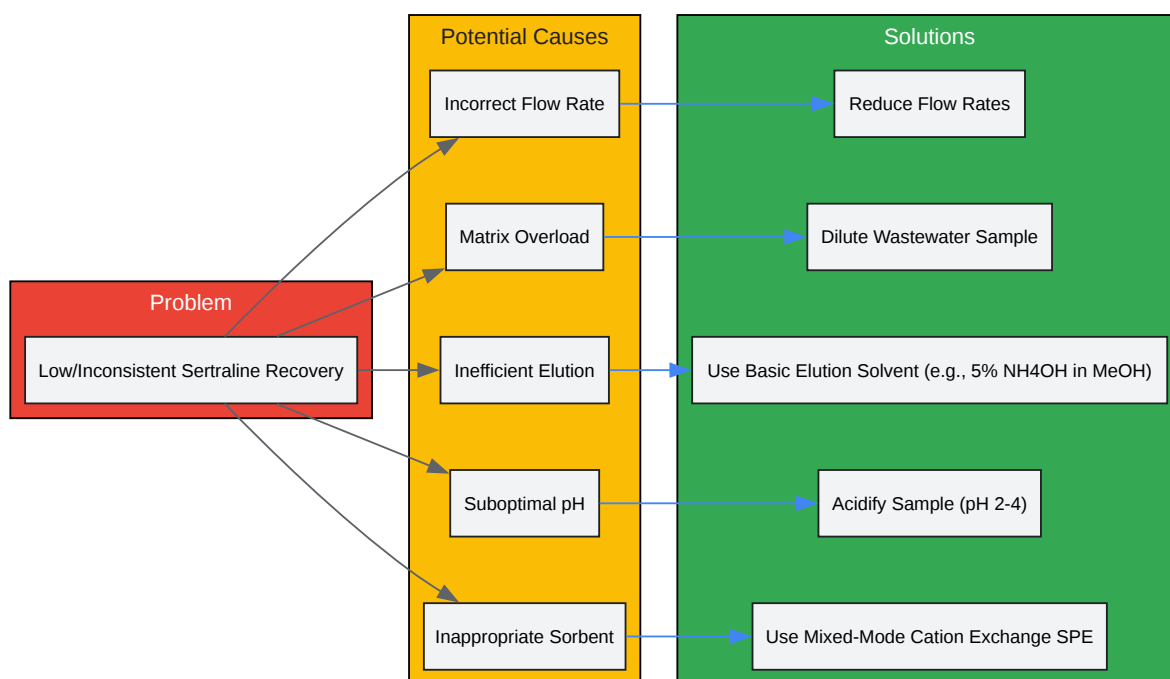 Potential Causes
Solutions
Incorrect Flow Rate
Reduce Flow Rates
Matrix Overload
Dilute Wastewater Sample
Problem
Low/Inconsistent Sertraline Recovery
Inefficient Elution
Use Basic Elution Solvent (e.g., 5% NH4OH in MeOH)
Suboptimal pH
Acidify Sample (pH 2-4)
Inappropriate Sorbent
Use Mixed-Mode Cation Exchange SPE